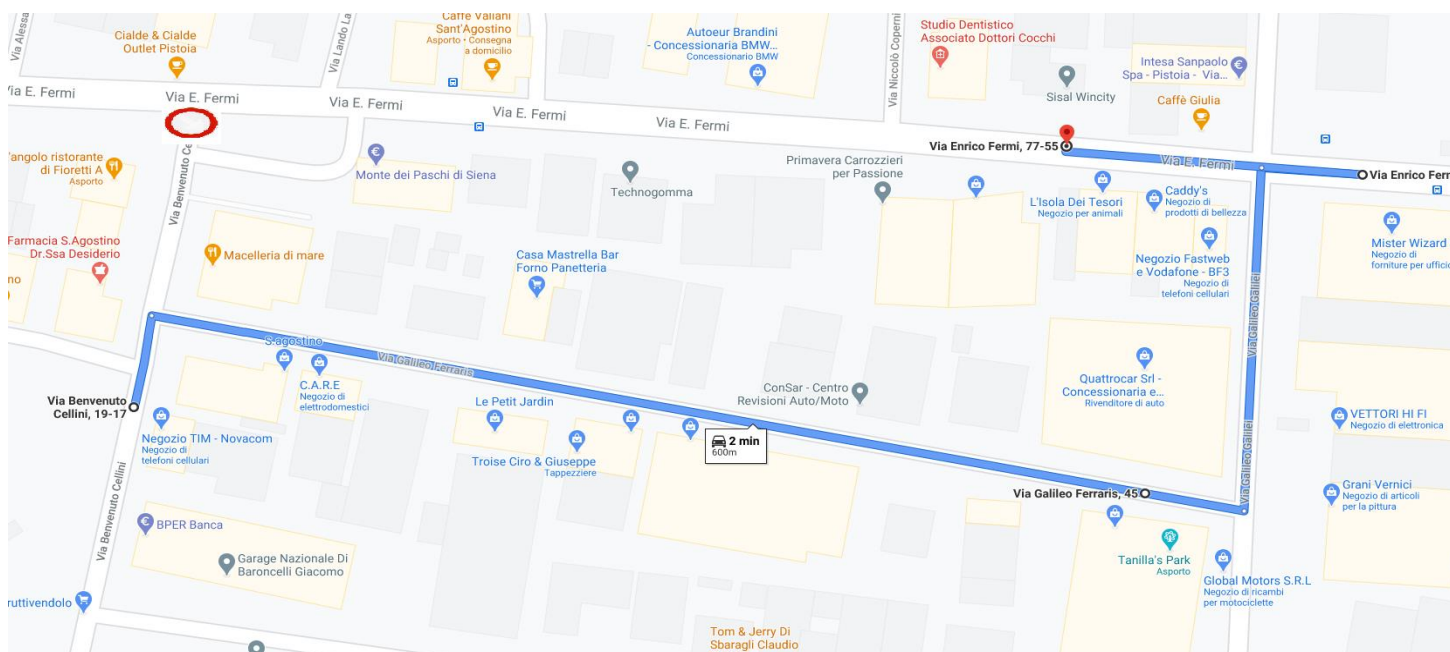 Via Alessa
Cialde & Cialde
Outlet Pistoia
Via Lando La
Caffè Valiani
Sant'Agostino
Asporto • Consegna
a domicilio
Autoeur Brandini
- Concessionaria BMW...
Concessionario BMW
Via Niccolò Coperni
Studio Dentistico
Associato Dottori Cocchi
Sisal Wincity
Intesa Sanpaolo
Spa - Pistoia - Via...
Caffè Giulia
Via E. Fermi
Via E. Fermi
Via E. Fermi
Via E. Fermi
Via E. Fermi
Via Enrico Fermi, 77-55
Via E. Fermi
Via Enrico Ferm
'angolo ristorante
di Fioretti A
Asporto
Via Benvenuto Ce
Monte dei Paschi di Siena
Technogomma
Primavera Carrozzieri
per Passione
L'Isola Dei Tesori
Negozio per animali
Caddy's
Negozio di
prodotti di bellezza
Farmacia S.Agostino
Dr.Ssa Desiderio
Macelleria di mare
Casa Mastrella Bar
Forno Panetteria
Negozio Fastweb
e Vodafone - BF3
Negozio di
telefoni cellulari
Mister Wizard
Negozio di
forniture per ufficio
no
Via Galileo Galilei
S.agostino
Via Galileo Ferraris
C.A.R.E
Negozio di
elettrodomestici
Via Benvenuto
Cellini, 19-17
Le Petit Jardin
ConSar - Centro
Revisioni Auto/Moto
Quattrocar Srl -
Concessionaria e...
Rivenditore di auto
VETTORI HI FI
Negozio di elettronica
Negozio TIM - Novacom
Negozio di
telefoni cellulari
Troise Ciro & Giuseppe
Tappezziere
2 min
600m
Via Galileo Ferraris, 45
Via Galileo Galilei
Grani Vernici
Negozio di articoli
per la pittura
Via Benvenuto Cellini
BPER Banca
Garage Nazionale Di
Baroncelli Giacomo
Tanilla's Park
Asporto
Global Motors S.R.L
Negozio di ricambi
per motociclette
ruttivendolo
Tom & Jerry Di
Sbaragli Claudio